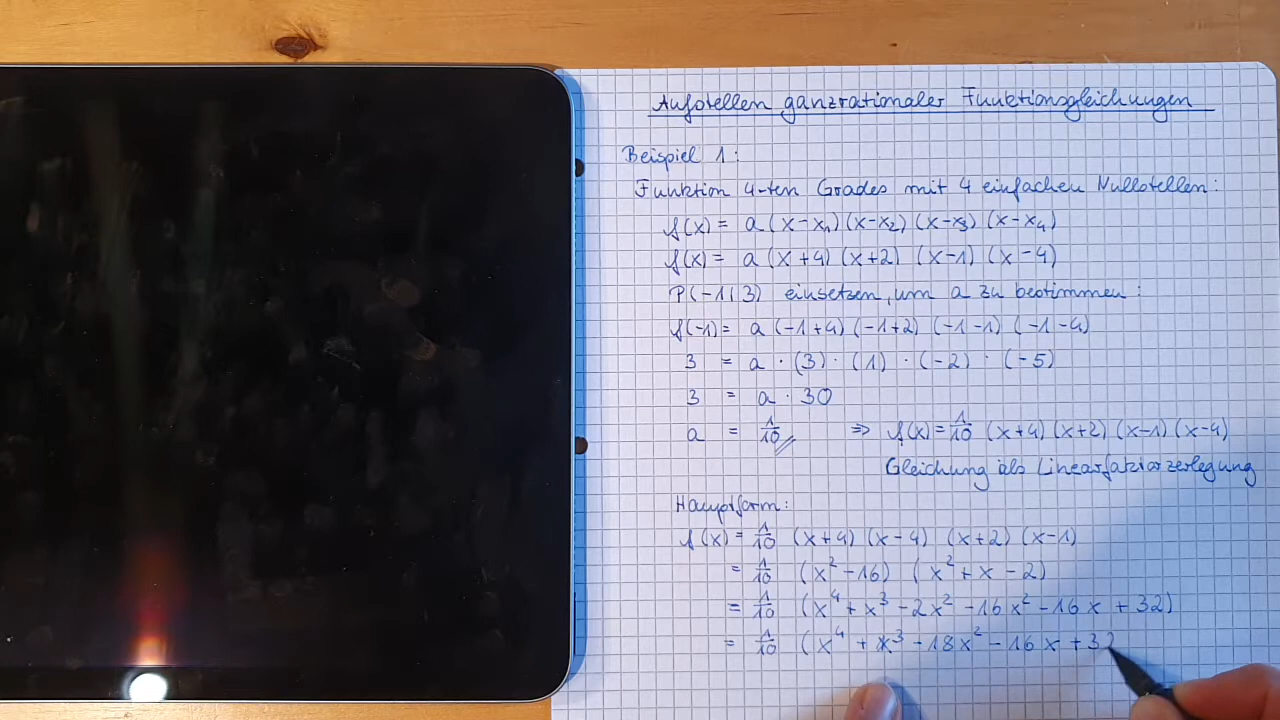 Aufstellen ganzrationaler Funktionsgleichungen
Beispiel 1:
Funktion 4-ten Grades mit 4 einfachen Nullstellen:
f(x) = a(x-x₁)(x-x₂)(x-x₃)(x-x₄)
f(x) = a(x+4)(x+2)(x-1)(x-4)
P(-1|3) einsetzen, um a zu bestimmen:
f(-1) = a(-1+4)(-1+2)(-1-1)(-1-4)
3 = a·(3)·(1)·(-2)·(-5)
3 = a·30
a = 1/10 ⇒ f(x) = 1/10 (x+4)(x+2)(x-1)(x-4)
Gleichung als Linearfaktorzerlegung
Hauptform:
f(x) = 1/10 (x+4)(x-4)(x+2)(x-1)
= 1/10 (x²-16)(x²+x-2)
= 1/10 (x⁴+x³-2x²-16x²-16x+32)
= 1/10 (x⁴+x³-18x²-16x+32